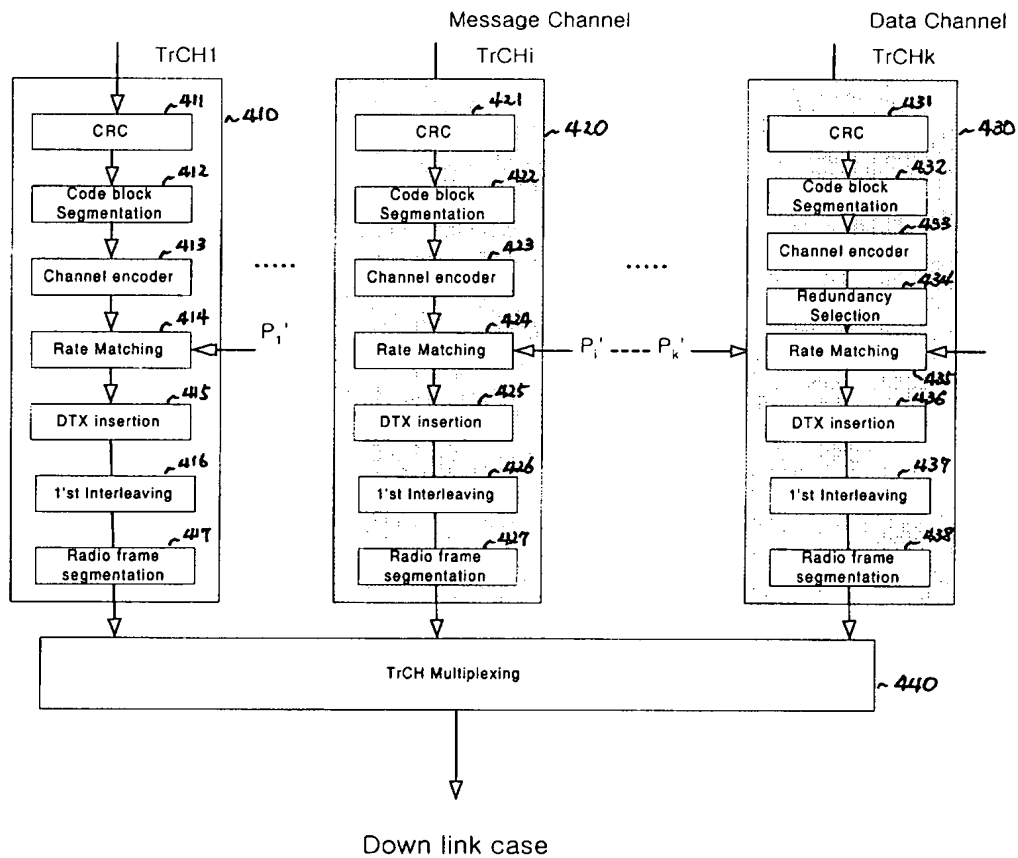 Message Channel
Data Channel
TrCH1
TrCHi
TrCHk
411
~410
CRC
412
Code block
Segmentation
413
Channel encoder
414
Rate Matching
P1'
415
DTX insertion
416
1'st Interleaving
417
Radio frame
segmentation
.....
421
~420
CRC
422
Code block
Segmentation
423
Channel encoder
424
Rate Matching
Pi' ---- Pk'
425
DTX insertion
426
1'st Interleaving
427
Radio frame
segmentation
.....
431
~430
CRC
432
Code block
Segmentation
433
Channel encoder
434
Redundancy
Selection
Rate Matching
435
436
DTX insertion
437
1'st Interleaving
438
Radio frame
segmentation
TrCH Multiplexing
~440
Down link case